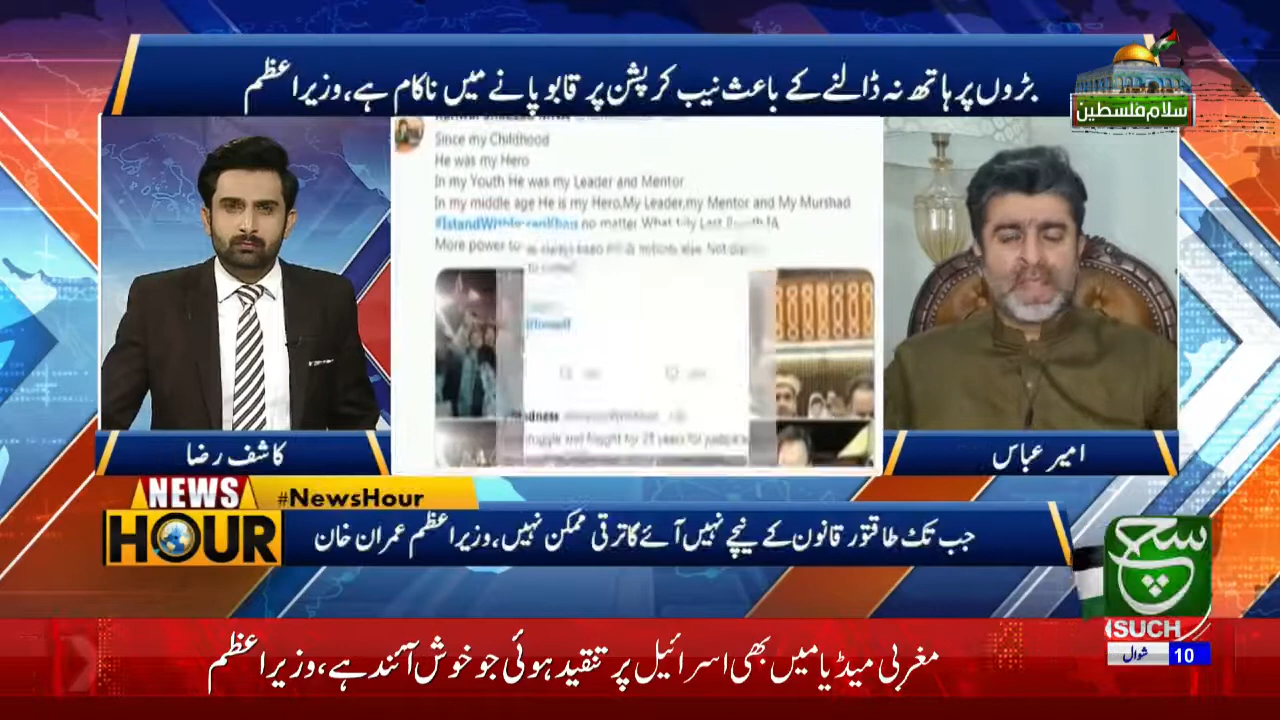 بڑوں پر ہاتھ نہ ڈالنے کے باعث نیب کرپشن پر قابو پانے میں ناکام ہے، وزیراعظم
سلام فلسطین
Since my Childhood
He was my Hero
In my Youth He was my Leader and Mentor
In my middle age He is my Hero,My Leader,my Mentor and My Murshad
no matter What
More power to
کاشف رضا
امیر عباس
NEWS
HOUR
#NewsHour
جب تک طاقتور قانون کے نیچے نہیں آئے گا ترقی ممکن نہیں، وزیراعظم عمران خان
سچ
SUCH
شوال 10
مغربی میڈیا میں بھی اسرائیل پر تنقید ہوئی جو خوش آئند ہے، وزیراعظم